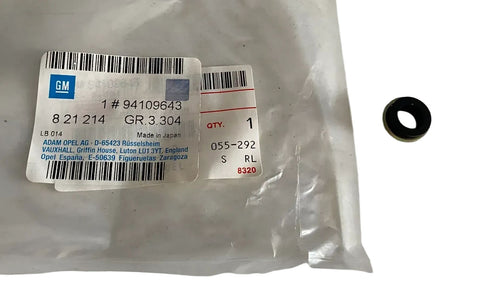 GM
1 # 94109643
8 21 214 GR.3.304
LB 014 Made in Japan
ADAM OPEL AG · D-65423 Rüsselsheim
VAUXHALL, Griffin House, Luton LU1 3YT, England
Opel España, E-50639 Figueruelas Zaragoza
QTY. 1
055-292
S RL
8320